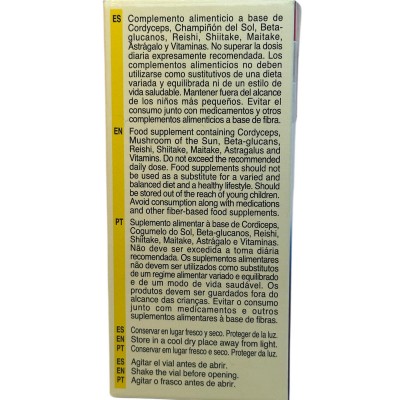 ES Complemento alimenticio a base de
Cordyceps, Champiñón del Sol, Beta-
glucanos, Reishi, Shiitake, Maitake,
Astrágalo y Vitaminas. No superar la dosis
diaria expresamente recomendada. Los
complementos alimenticios no deben
utilizarse como sustitutivos de una dieta
variada y equilibrada ni de un estilo de
vida saludable. Mantener fuera del alcance
de los niños más pequeños. Evitar el
consumo junto con medicamentos y otros
complementos alimenticios a base de fibra.
EN Food supplement containing Cordyceps,
Mushroom of the Sun, Beta-glucans,
Reishi, Shiitake, Maitake, Astragalus and
Vitamins. Do not exceed the recommended
daily dose. Food supplements should not
be used as a substitute for a varied and
balanced diet and a healthy lifestyle. Should
be stored out of the reach of young children.
Avoid consumption along with medications
and other fiber-based food supplements.
PT Suplemento alimentar à base de Cordiceps,
Cogumelo do Sol, Beta-glucanos, Reishi,
Shiitake, Maitake, Astrágalo e Vitaminas.
Não deve ser excedida a toma diária
recomendada. Os suplementos alimentares
não devem ser utilizados como substitutos
de um regime alimentar variado e equilibrado
e de um modo de vida saudável. Os
produtos devem ser guardados fora do
alcance das crianças. Evitar o consumo
junto com medicamentos e outros
suplementos alimentares à base de fibras.
ES Conservar en lugar fresco y seco. Proteger de la luz.
EN Store in a cool dry place away from light.
PT Conservar em lugar fresco e seco. Proteger da luz.
ES Agitar el vial antes de abrir.
EN Shake the vial before opening.
PT Agitar o frasco antes de abrir.